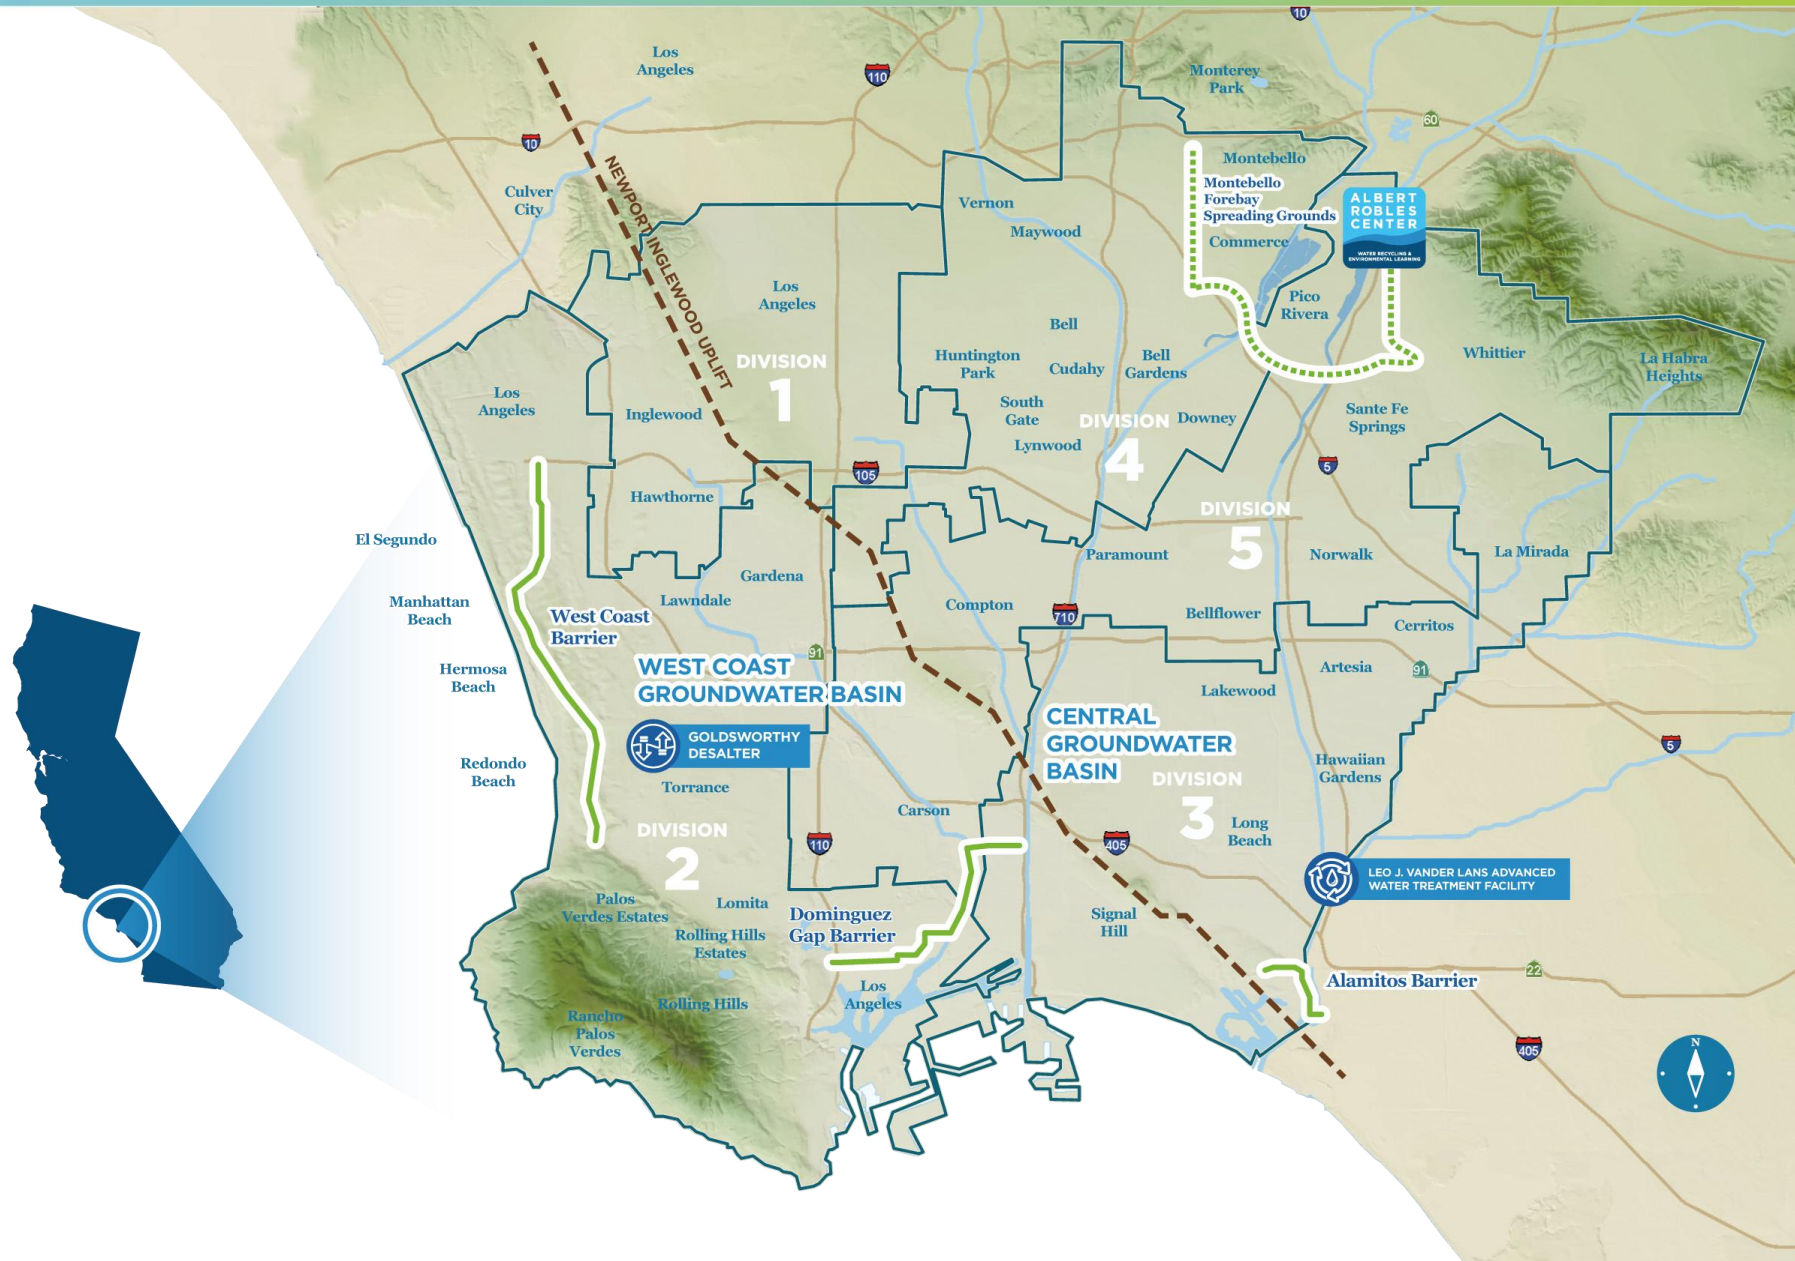 10
Los
Angeles
110
Monterey
Park
60
10
NEWPORT INGLEWOOD UPLIFT
Culver
City
Montebello
Montebello
Forebay
Spreading Grounds
Commerce
ALBERT
ROBLES
CENTER
WATER RECYCLING &
ENVIRONMENTAL LEARNING
Vernon
Maywood
Los
Angeles
Pico
Rivera
Bell
Huntington
Park
Cudahy
Bell
Gardens
Whittier
La Habra
Heights
DIVISION
1
Los
Angeles
Inglewood
South
Gate
DIVISION
4
Downey
Sante Fe
Springs
Lynwood
105
5
Hawthorne
DIVISION
5
El Segundo
Paramount
Norwalk
La Mirada
Gardena
Manhattan
Beach
Lawndale
Compton
710
Bellflower
Cerritos
West Coast
Barrier
91
Hermosa
Beach
WEST COAST
GROUNDWATER BASIN
Artesia
91
Lakewood
CENTRAL
GROUNDWATER
BASIN
GOLDSWORTHY
DESALTER
5
Redondo
Beach
Torrance
Hawaiian
Gardens
DIVISION
3
Carson
DIVISION
2
110
405
Long
Beach
LEO J. VANDER LANS ADVANCED
WATER TREATMENT FACILITY
Palos
Verdes Estates
Lomita
Dominguez
Gap Barrier
Signal
Hill
Rolling Hills
Estates
22
Alamitos Barrier
Los
Angeles
Rolling Hills
Rancho
Palos
Verdes
405
N